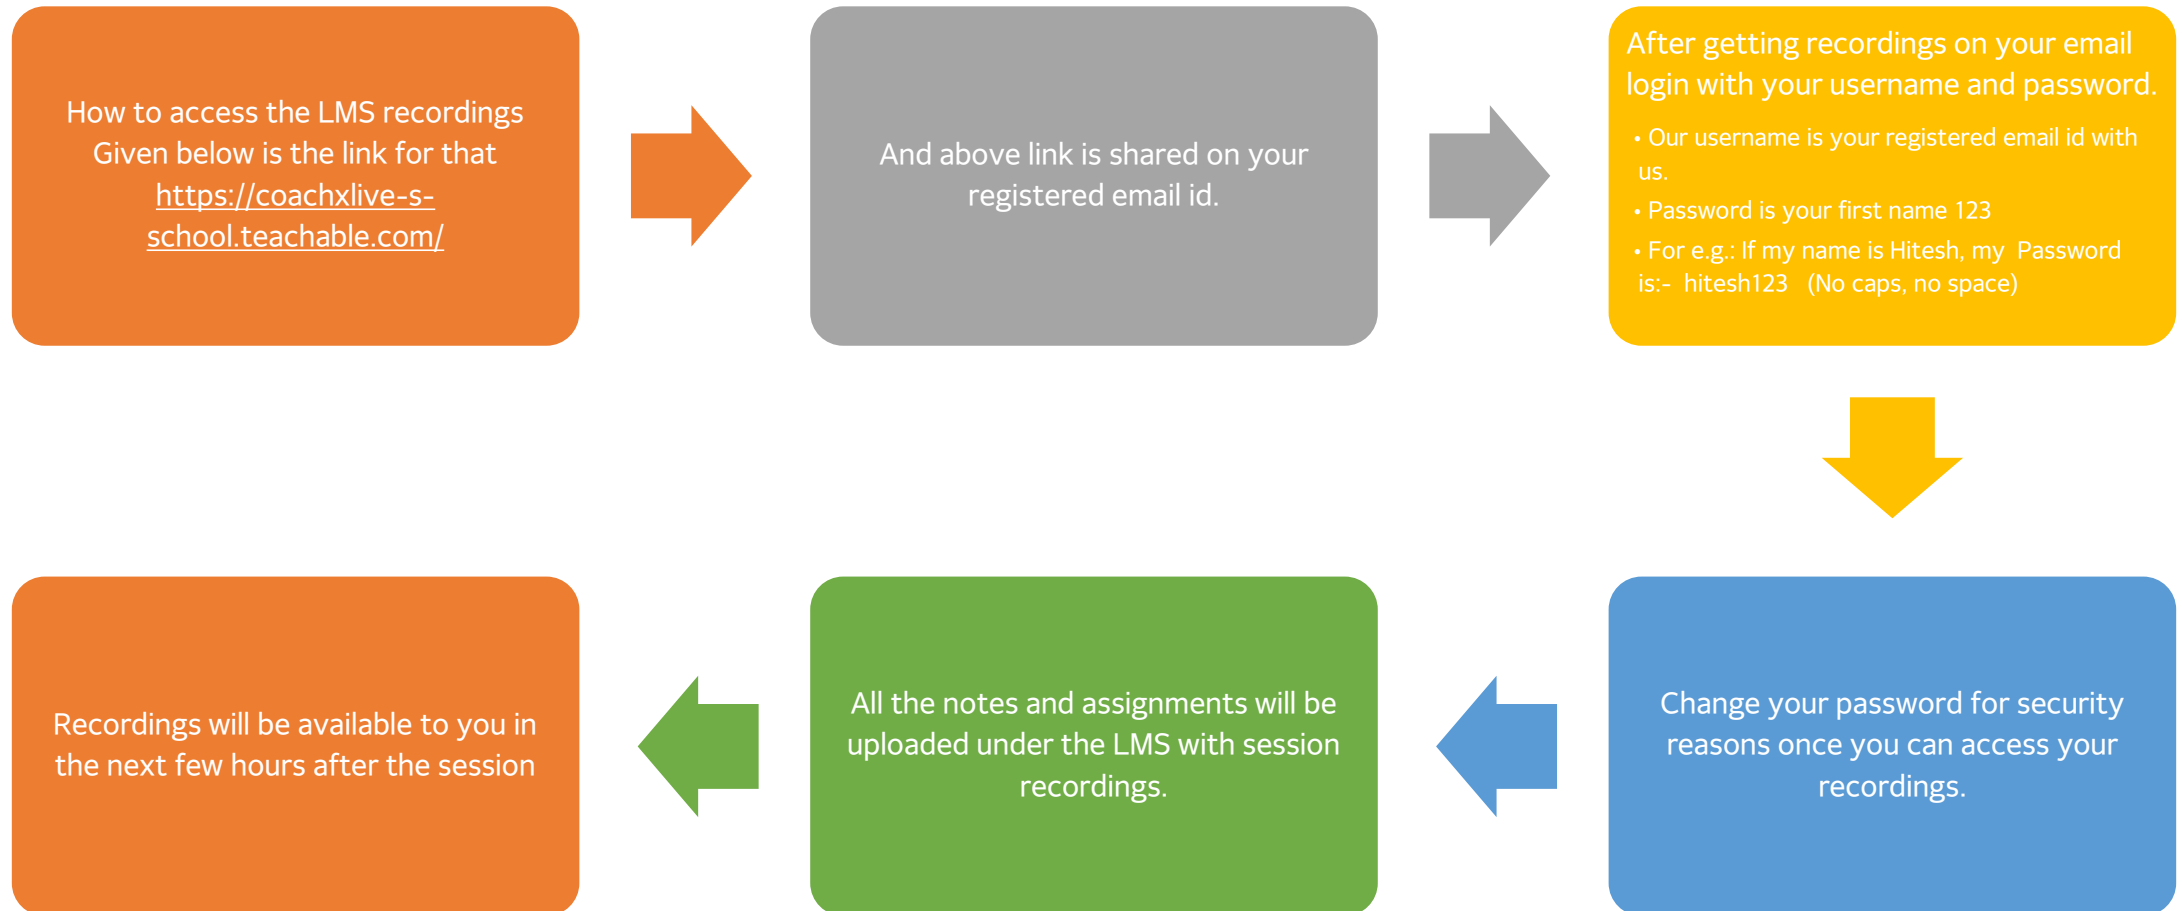 How to access the LMS recordings
Given below is the link for that
https://coachxlive-s-
school.teachable.com/
And above link is shared on your
registered email id.
After getting recordings on your email
login with your username and password.
• Our username is your registered email id with
us.
• Password is your first name 123
• For e.g.: If my name is Hitesh, my  Password
is:-  hitesh123   (No caps, no space)
Change your password for security
reasons once you can access your
recordings.
All the notes and assignments will be
uploaded under the LMS with session
recordings.
Recordings will be available to you in
the next few hours after the session